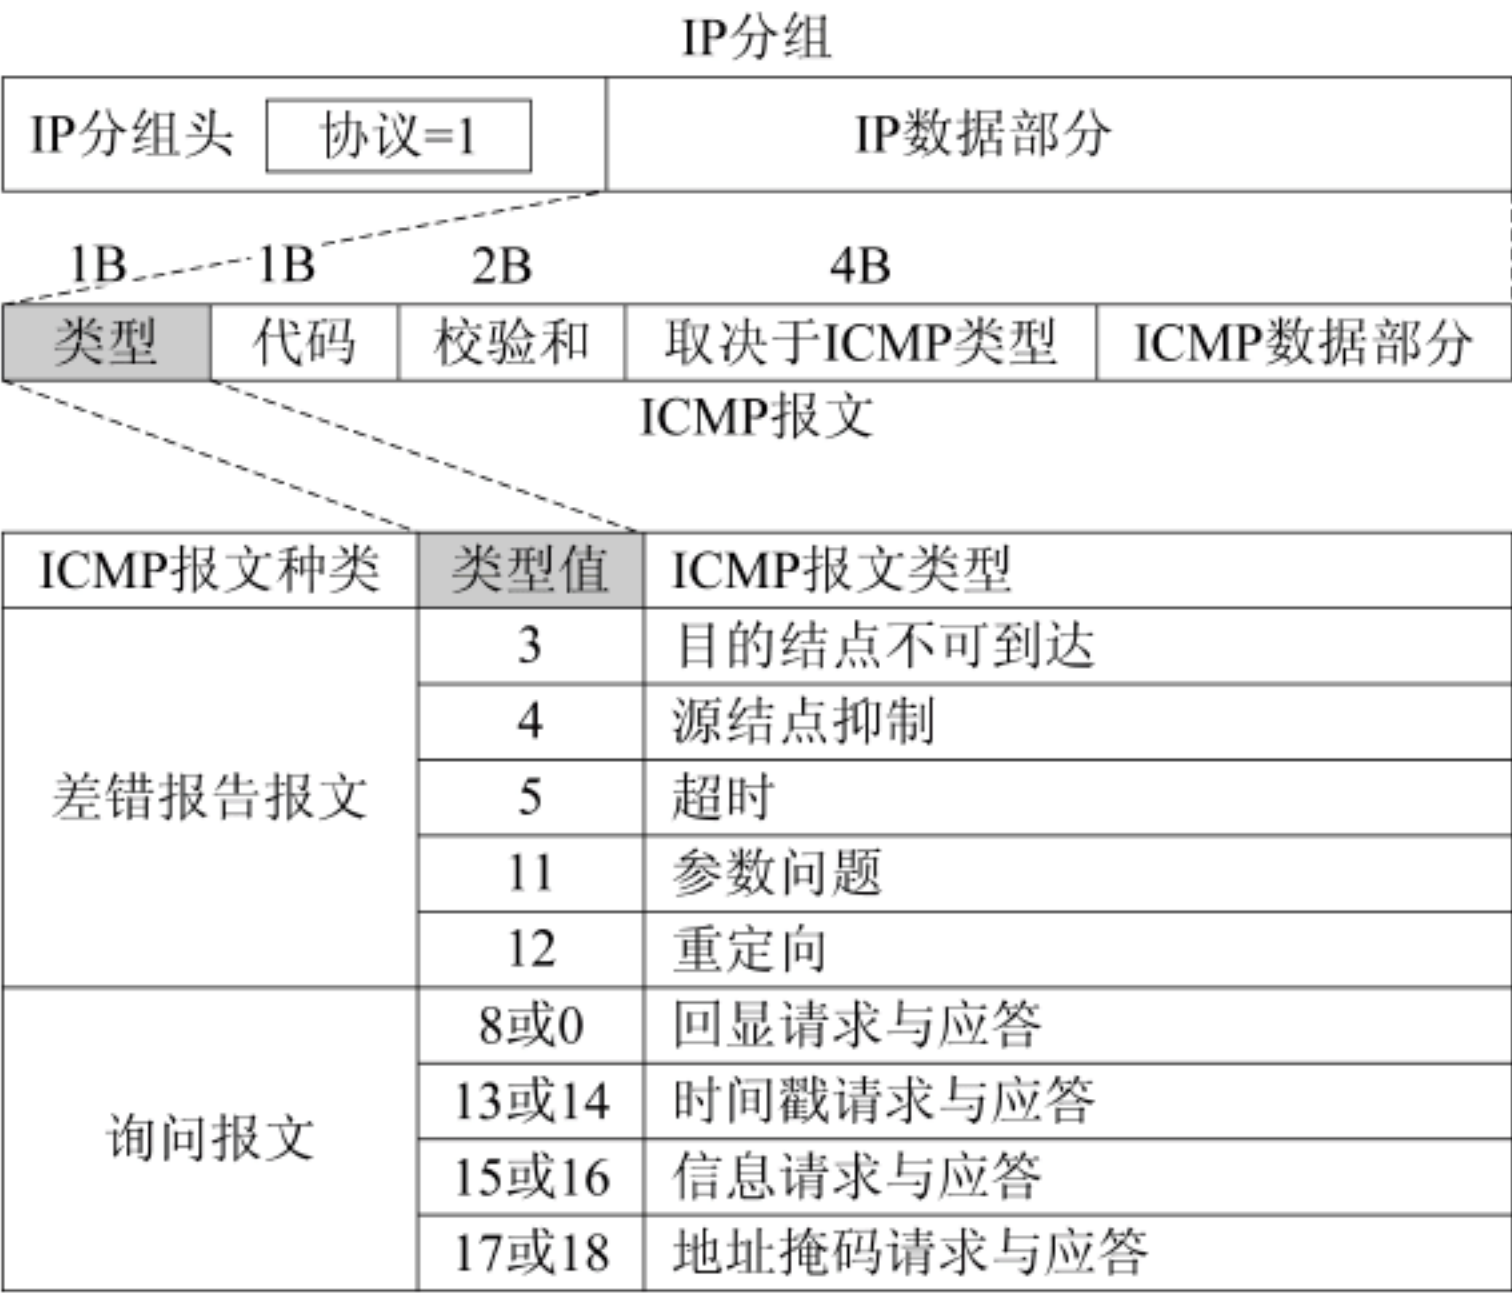 IP分组
IP分组头 协议=1 IP数据部分
1B 1B 2B 4B
类型 代码 校验和 取决于ICMP类型 ICMP数据部分
ICMP报文
ICMP报文种类 类型值 ICMP报文类型
差错报告报文
3 目的结点不可到达
4 源结点抑制
5 超时
11 参数问题
12 重定向
询问报文
8或0 回显请求与应答
13或14 时间戳请求与应答
15或16 信息请求与应答
17或18 地址掩码请求与应答